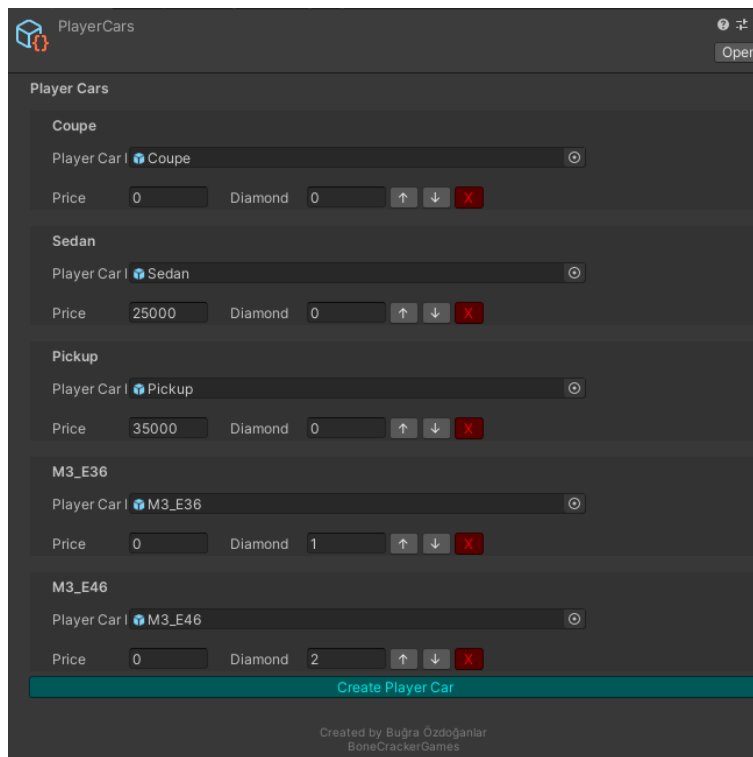 PlayerCars
Open
Player Cars
Coupe
Player Car Coupe
Price 0 Diamond 0 ↑ ↓ X
Sedan
Player Car Sedan
Price 25000 Diamond 0 ↑ ↓ X
Pickup
Player Car Pickup
Price 35000 Diamond 0 ↑ ↓ X
M3_E36
Player Car M3_E36
Price 0 Diamond 1 ↑ ↓ X
M3_E46
Player Car M3_E46
Price 0 Diamond 2 ↑ ↓ X
Create Player Car
Created by Buğra Özdoğanlar
BoneCrackerGames